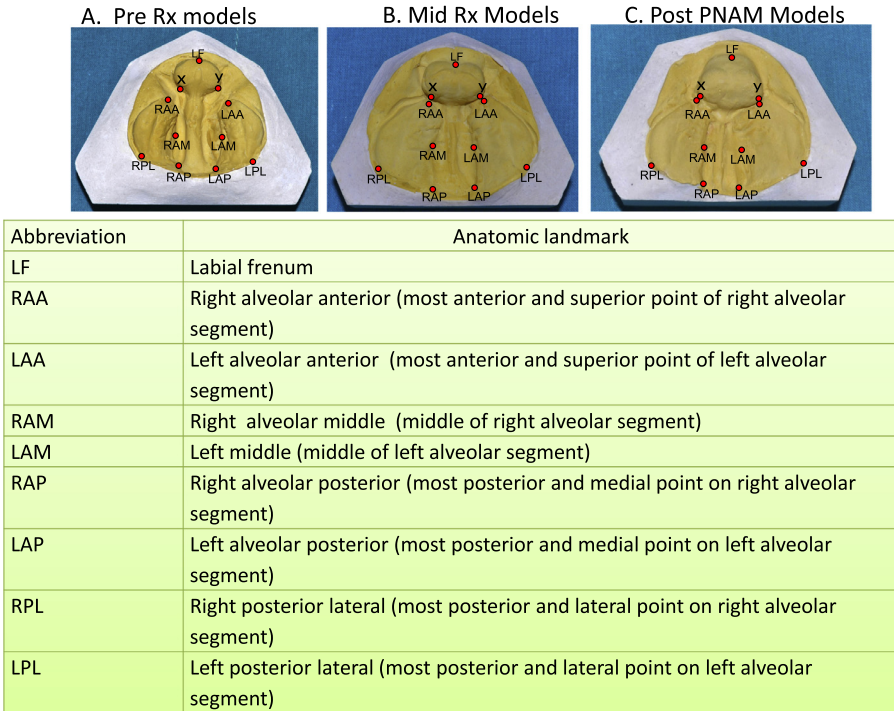 A. Pre Rx models
B. Mid Rx Models
C. Post PNAM Models
LF
x y
RAA LAA
RAM LAM
RPL LPL
RAP LAP
LF
x y
RAA LAA
RAM LAM
RPL LPL
RAP LAP
LF
x y
RAA LAA
RAM LAM
RPL LPL
RAP LAP
Abbreviation Anatomic landmark
LF Labial frenum
RAA Right alveolar anterior (most anterior and superior point of right alveolar
segment)
LAA Left alveolar anterior (most anterior and superior point of left alveolar
segment)
RAM Right alveolar middle (middle of right alveolar segment)
LAM Left middle (middle of left alveolar segment)
RAP Right alveolar posterior (most posterior and medial point on right alveolar
segment)
LAP Left alveolar posterior (most posterior and medial point on left alveolar
segment)
RPL Right posterior lateral (most posterior and lateral point on right alveolar
segment)
LPL Left posterior lateral (most posterior and lateral point on left alveolar
segment)